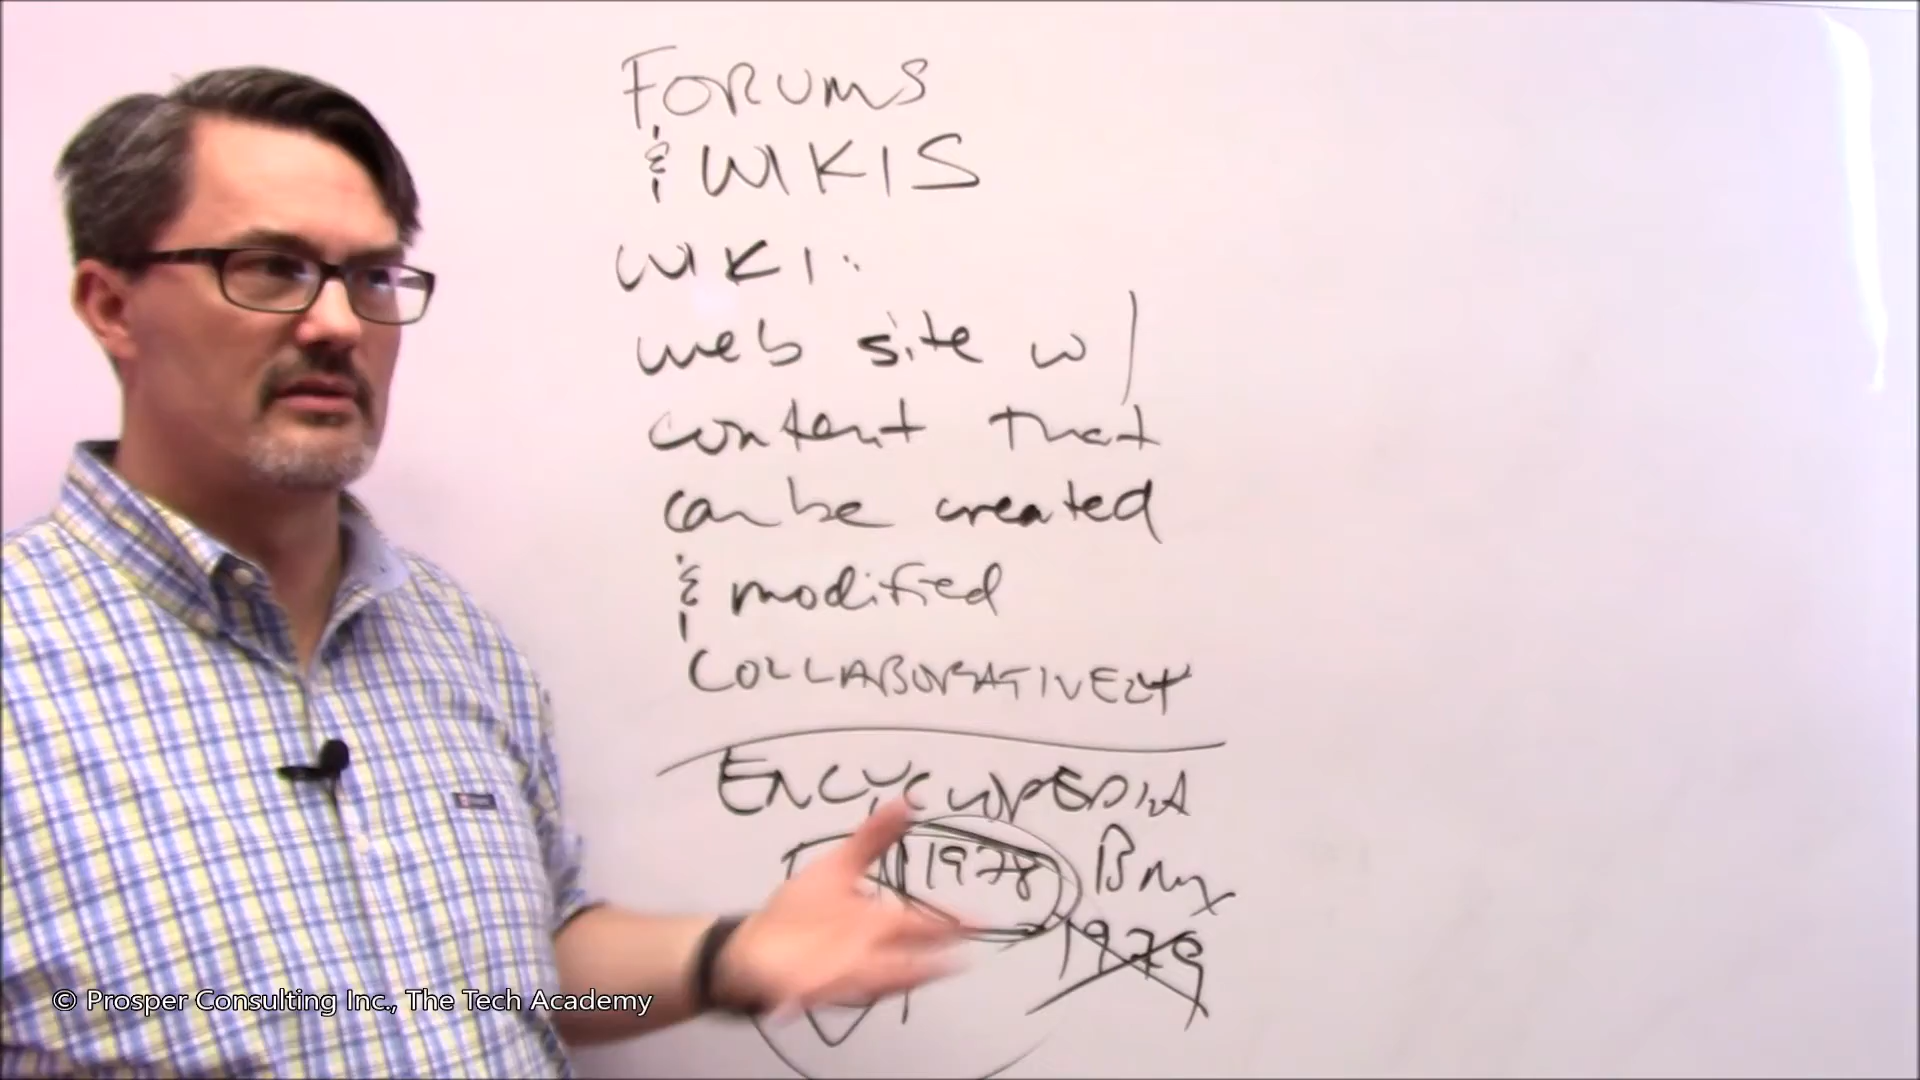 FORUMS
& WIKIS
WIKI:
web site w/
content that
can be created
& modified
COLLABORATIVELY
ENCYCLOPEDIA
1978
1979
© Prosper Consulting Inc., The Tech Academy